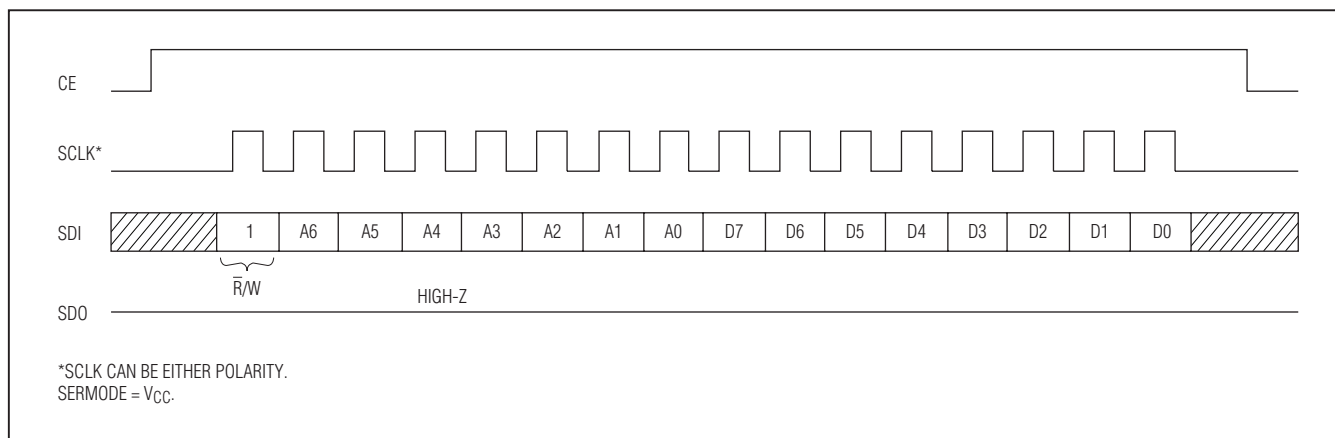 CE
SCLK*
SDI 1 A6 A5 A4 A3 A2 A1 A0 D7 D6 D5 D4 D3 D2 D1 D0
R̅/W
SDO HIGH-Z
*SCLK CAN BE EITHER POLARITY.
SERMODE = VCC.